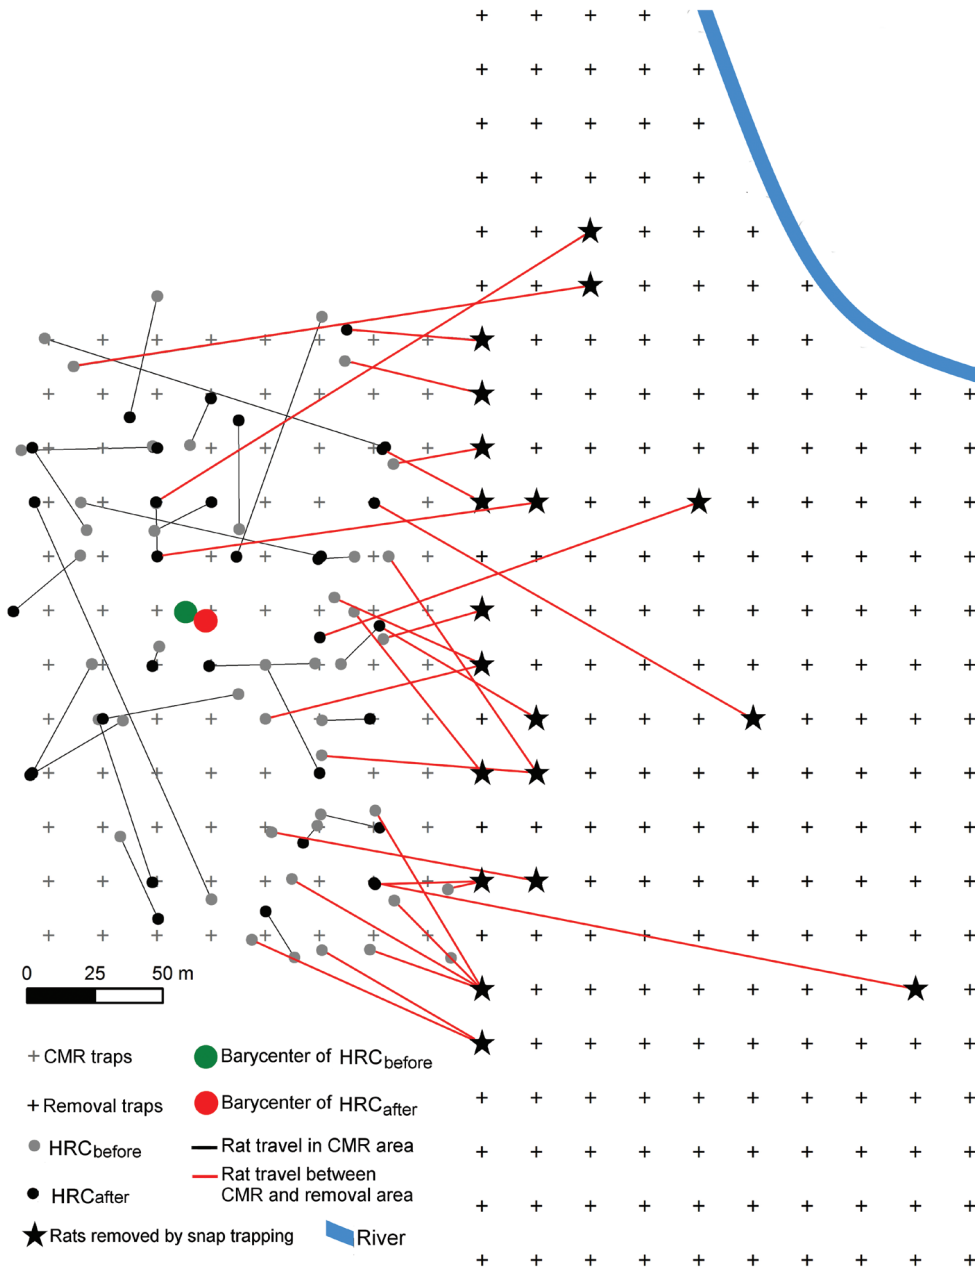 0 25 50 m
CMR traps
Barycenter of HRCbefore
Removal traps
Barycenter of HRCafter
HRCbefore
Rat travel in CMR area
HRCafter
Rat travel between
CMR and removal area
Rats removed by snap trapping
River